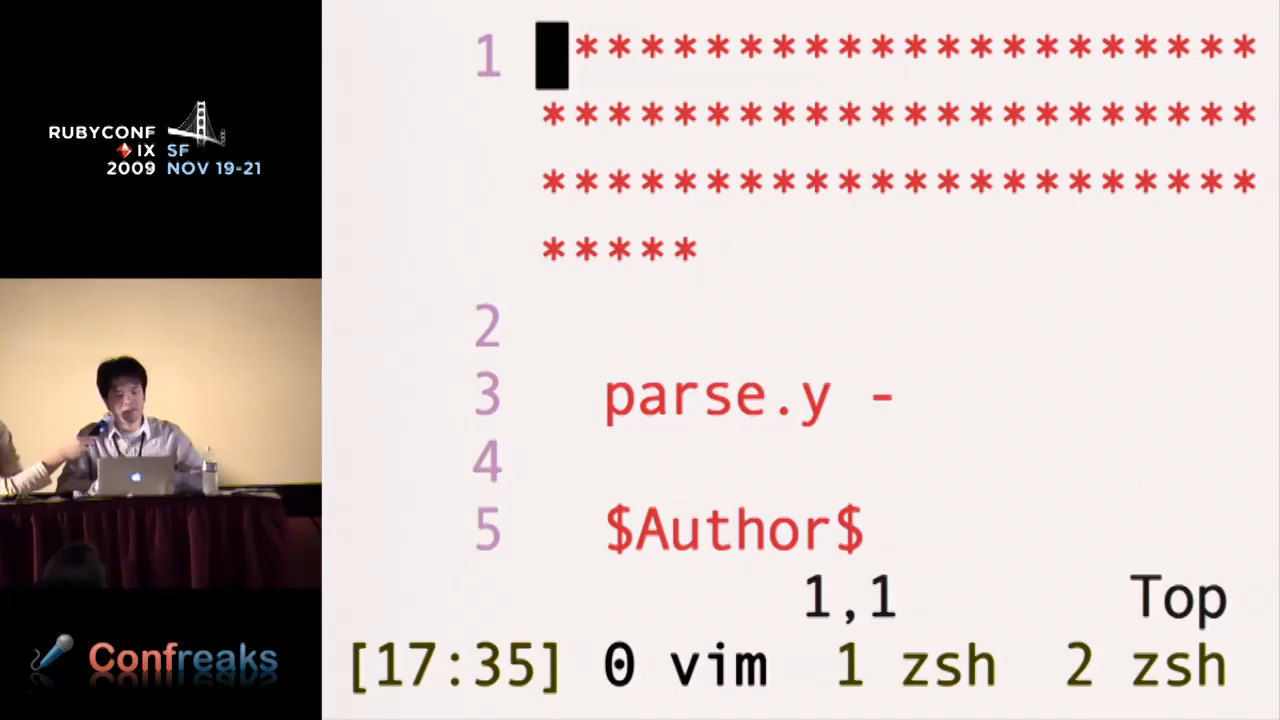 RUBYCONF
IX SF
2009 NOV 19-21
1 **********************
**********************
**********************
*****
2
3 parse.y -
4
5 $Author$
1,1 Top
[17:35] 0 vim 1 zsh 2 zsh
Confreaks